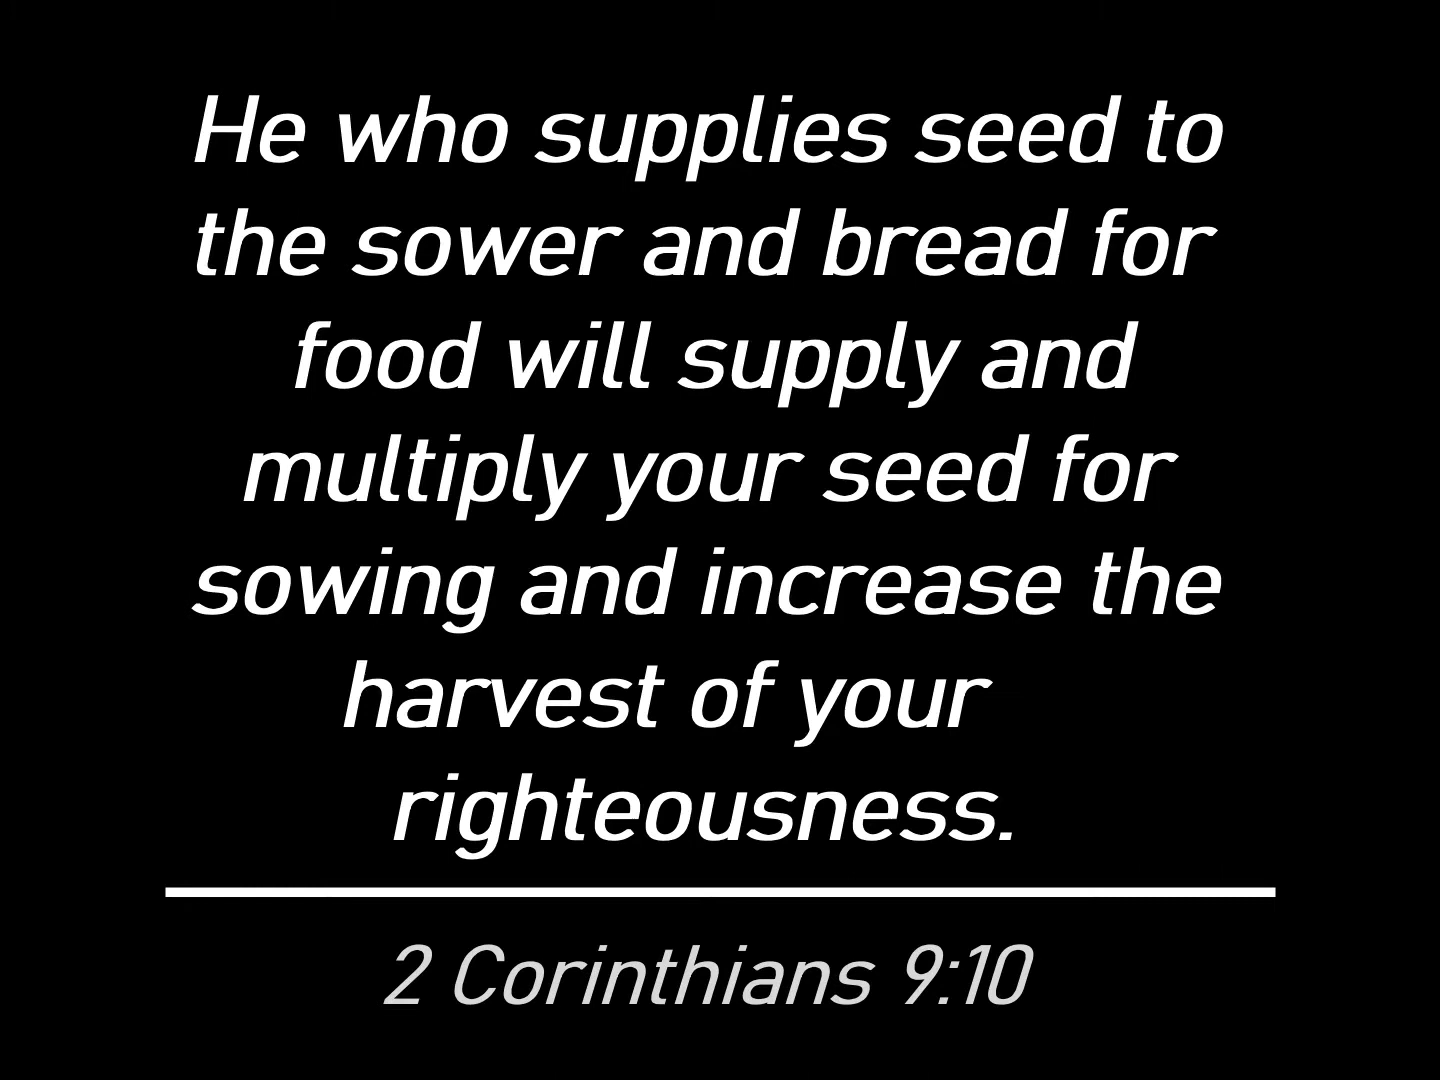 He who supplies seed to
the sower and bread for
food will supply and
multiply your seed for
sowing and increase the
harvest of your
righteousness.
2 Corinthians 9:10